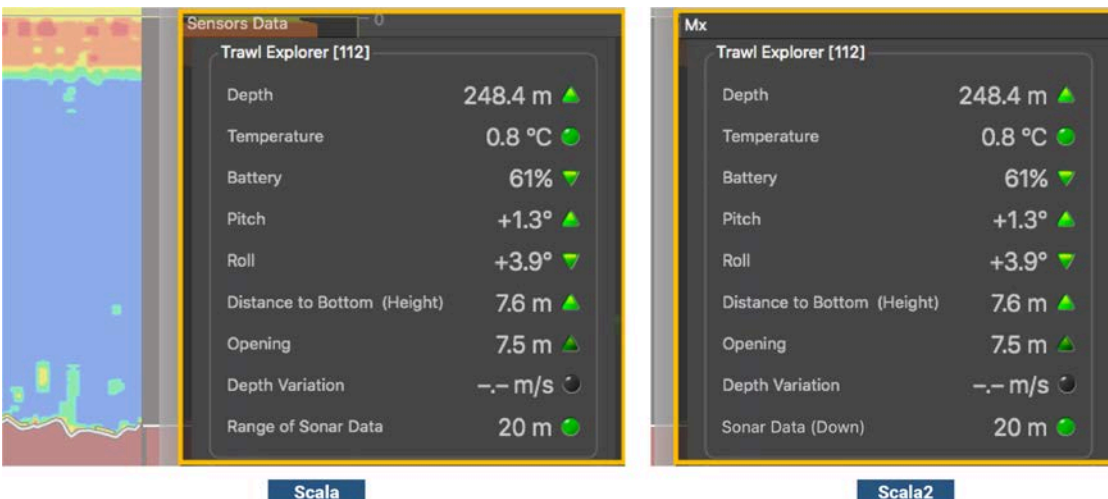 Sensors Data
0
Trawl Explorer [112]
Depth 248.4 m
Temperature 0.8 °C
Battery 61%
Pitch +1.3°
Roll +3.9°
Distance to Bottom (Height) 7.6 m
Opening 7.5 m
Depth Variation –.– m/s
Range of Sonar Data 20 m
Scala
Mx
Trawl Explorer [112]
Depth 248.4 m
Temperature 0.8 °C
Battery 61%
Pitch +1.3°
Roll +3.9°
Distance to Bottom (Height) 7.6 m
Opening 7.5 m
Depth Variation –.– m/s
Sonar Data (Down) 20 m
Scala2